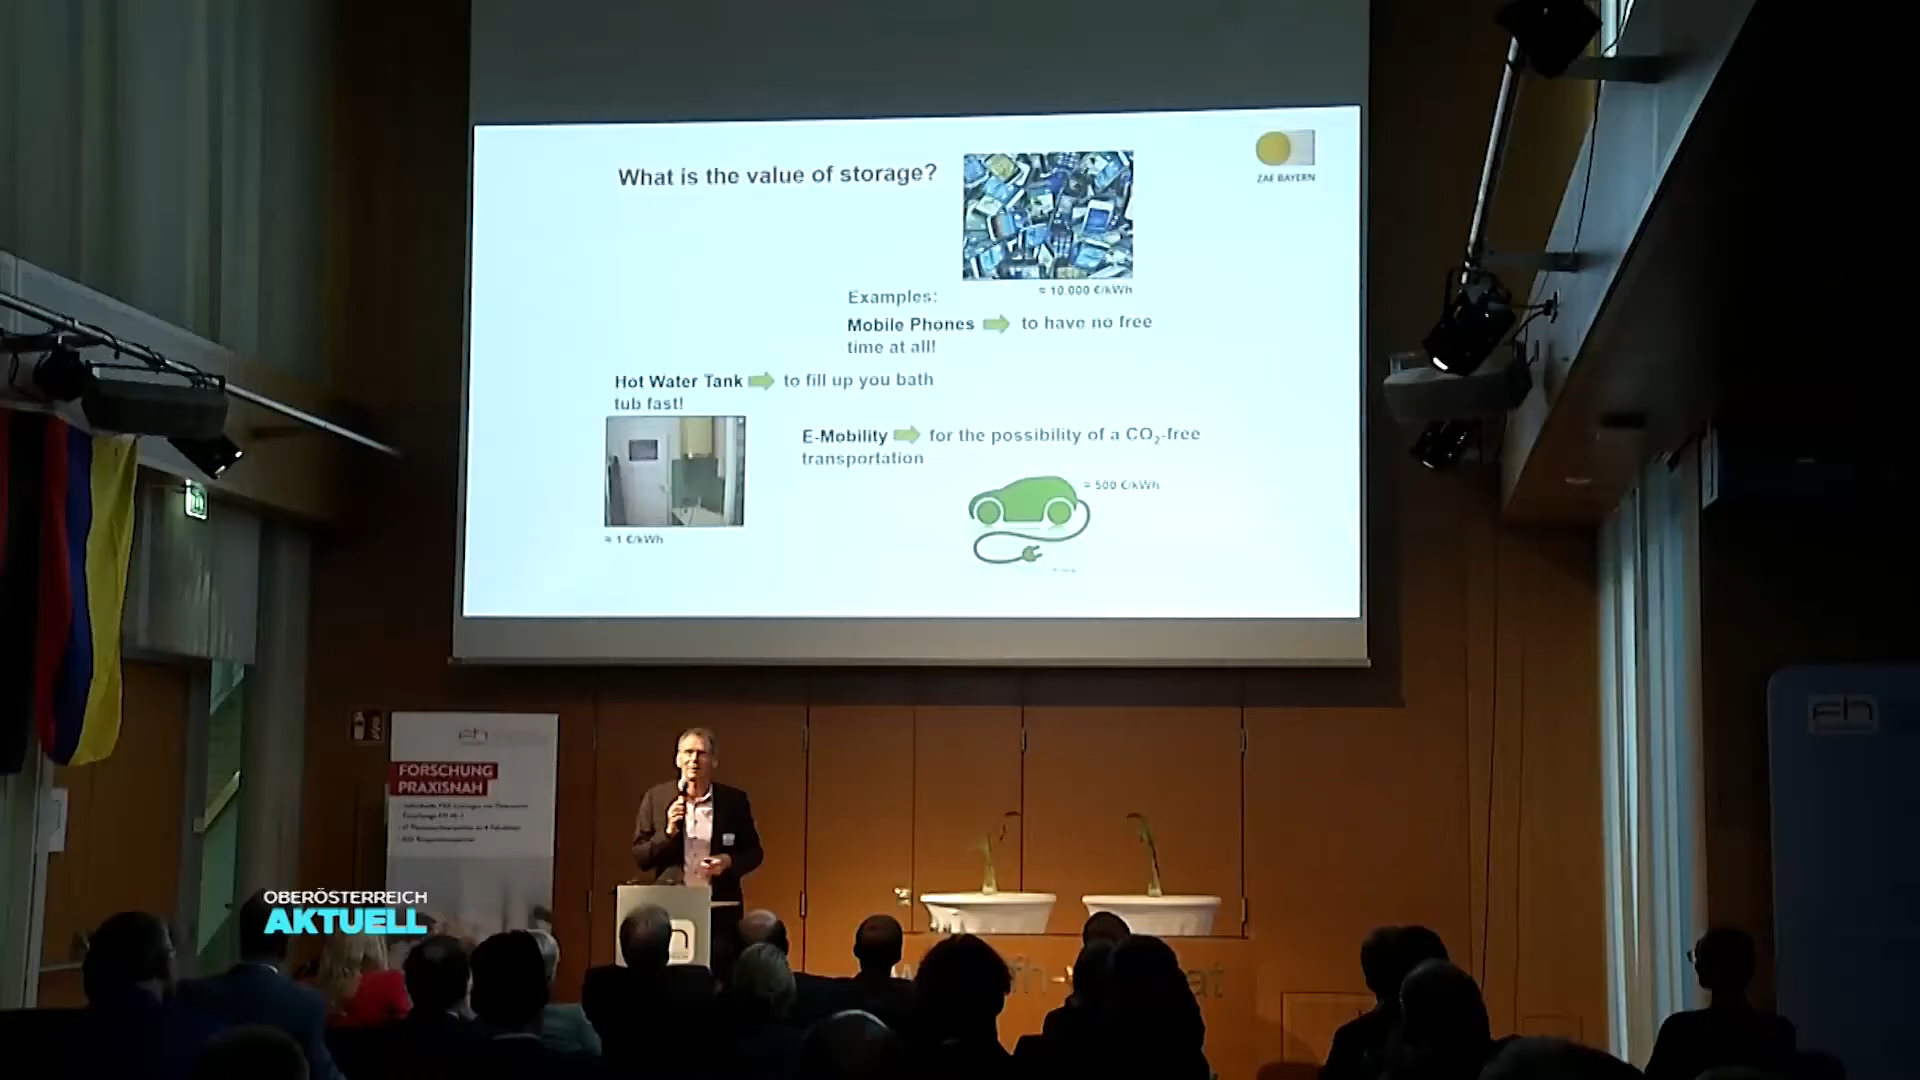 What is the value of storage?
ZAE BAYERN
≈ 10.000 €/kWh
Examples:
Mobile Phones to have no free
time at all!
Hot Water Tank to fill up you bath
tub fast!
≈ 1 €/kWh
E-Mobility for the possibility of a CO₂-free
transportation
≈ 500 €/kWh
fh
FORSCHUNG
PRAXISNAH
OBERÖSTERREICH
AKTUELL
fh